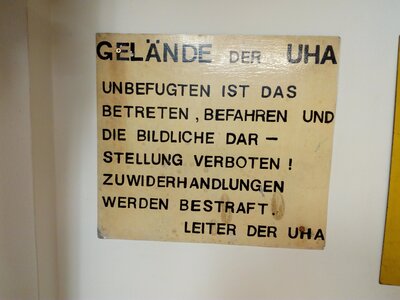 GELÄNDE DER UHA
UNBEFUGTEN IST DAS
BETRETEN, BEFAHREN UND
DIE BILDLICHE DAR –
STELLUNG VERBOTEN!
ZUWIDERHANDLUNGEN
WERDEN BESTRAFT.
LEITER DER UHA